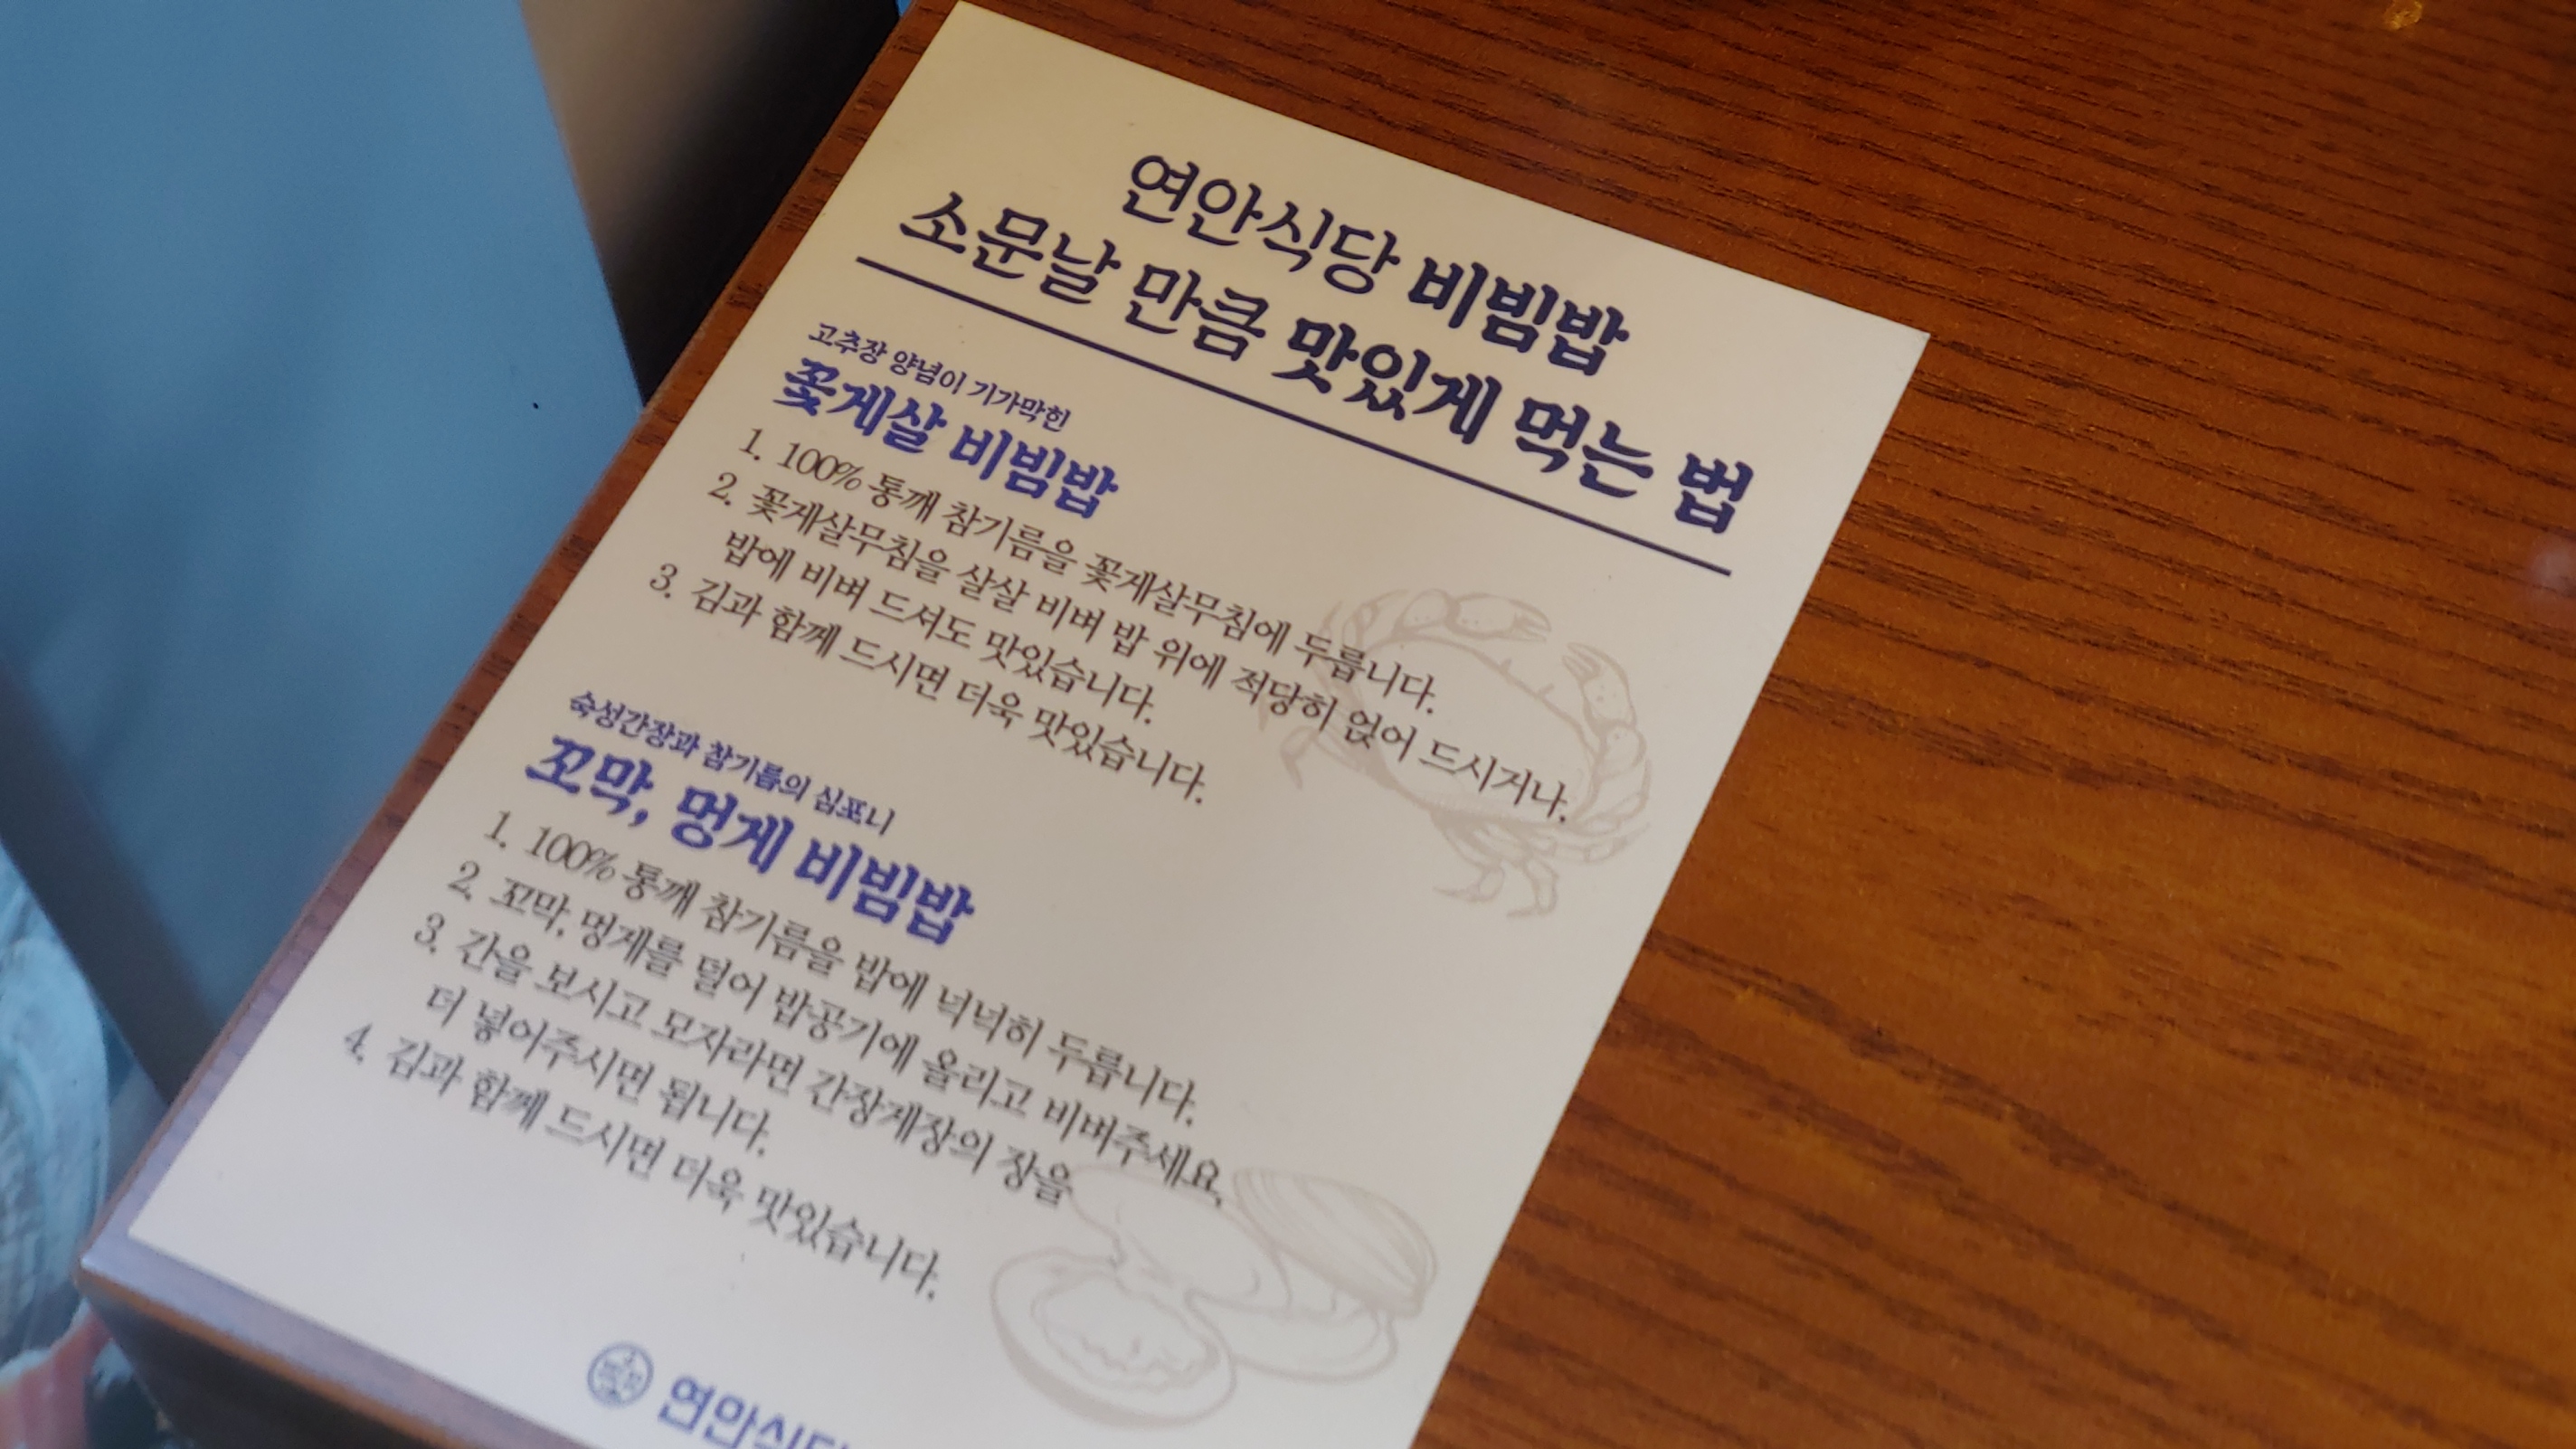 연안식당 비빔밥
소문날 만큼 맛있게 먹는 법
고추장 양념이 기가막힌
꽃게살 비빔밥
1. 100% 통깨 참기름을 꽃게살무침에 두릅니다.
2. 꽃게살무침을 살살 비벼 밥 위에 적당히 얹어 드시거나,
밥에 비벼 드셔도 맛있습니다.
3. 김과 함께 드시면 더욱 맛있습니다.
숙성간장과 참기름의 심포니
꼬막, 멍게 비빔밥
1. 100% 통깨 참기름을 밥에 넉넉히 두릅니다.
2. 꼬막, 멍게를 덜어 밥공기에 올리고 비벼주세요,
3. 간을 보시고 모자라면 간장게장의 장을
더 넣어주시면 됩니다.
4. 김과 함께 드시면 더욱 맛있습니다.
연안식당